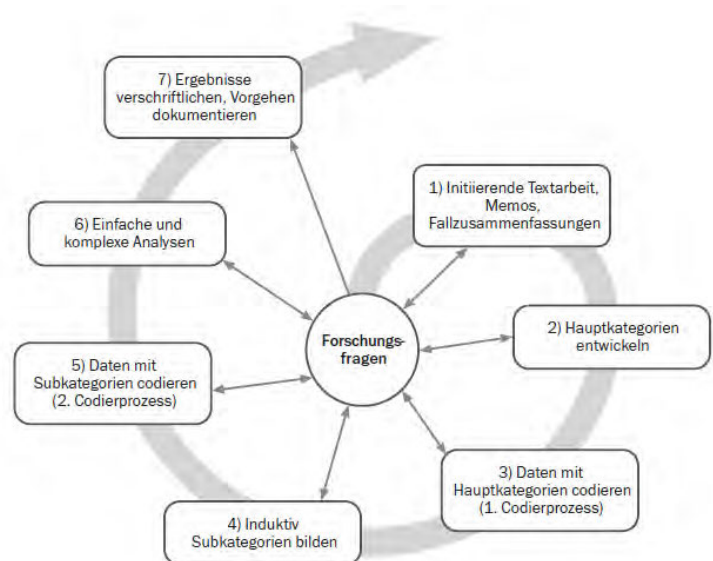 7) Ergebnisse
verschriftlichen, Vorgehen
dokumentieren
1) Initiierende Textarbeit,
Memos,
Fallzusammenfassungen
6) Einfache und
komplexe Analysen
Forschungs-
fragen
2) Hauptkategorien
entwickeln
5) Daten mit
Subkategorien codieren
(2. Codierprozess)
3) Daten mit
Hauptkategorien codieren
(1. Codierprozess)
4) Induktiv
Subkategorien bilden